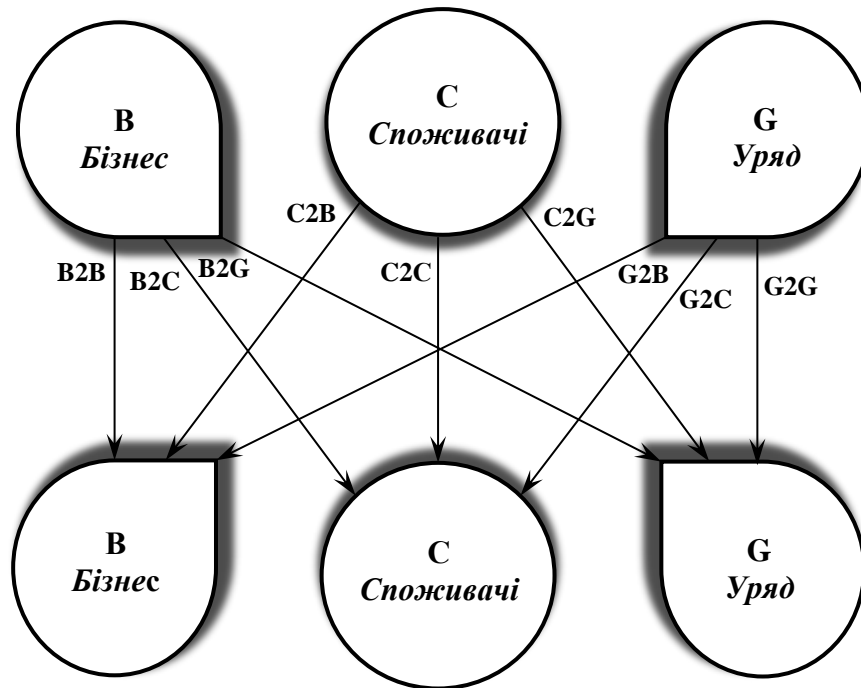 B
Бізнес
C
Споживачі
G
Уряд
C2B
C2G
B2B
B2C
B2G
C2C
G2B
G2C
G2G
B
Бізнес
C
Споживачі
G
Уряд